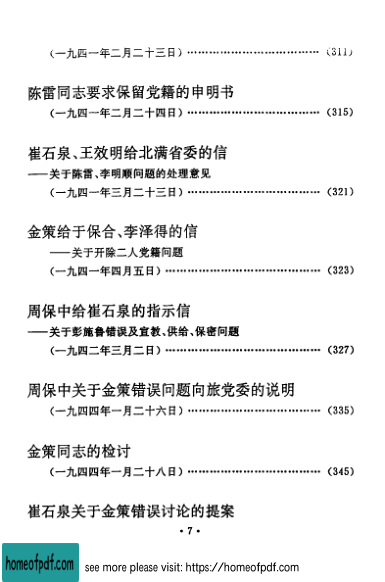 （一九四一年二月二十三日）………………………………（311）
陈雷同志要求保留党籍的申明书
（一九四一年二月二十四日）………………………………（315）
崔石泉、王效明给北满省委的信
——关于陈雷、李明顺问题的处理意见
（一九四一年三月二十三日）………………………………（321）
金策给于保合、李泽得的信
——关于开除二人党籍问题
（一九四一年四月五日）……………………………………（323）
周保中给崔石泉的指示信
——关于彭施鲁错误及宣教、供给、保密问题
（一九四二年三月二日）……………………………………（327）
周保中关于金策错误问题向旅党委的说明
（一九四四年一月二十六日）………………………………（335）
金策同志的检讨
（一九四四年一月二十八日）………………………………（345）
崔石泉关于金策错误讨论的提案
·7·
homeofpdf.com
see more please visit: https://homeofpdf.com